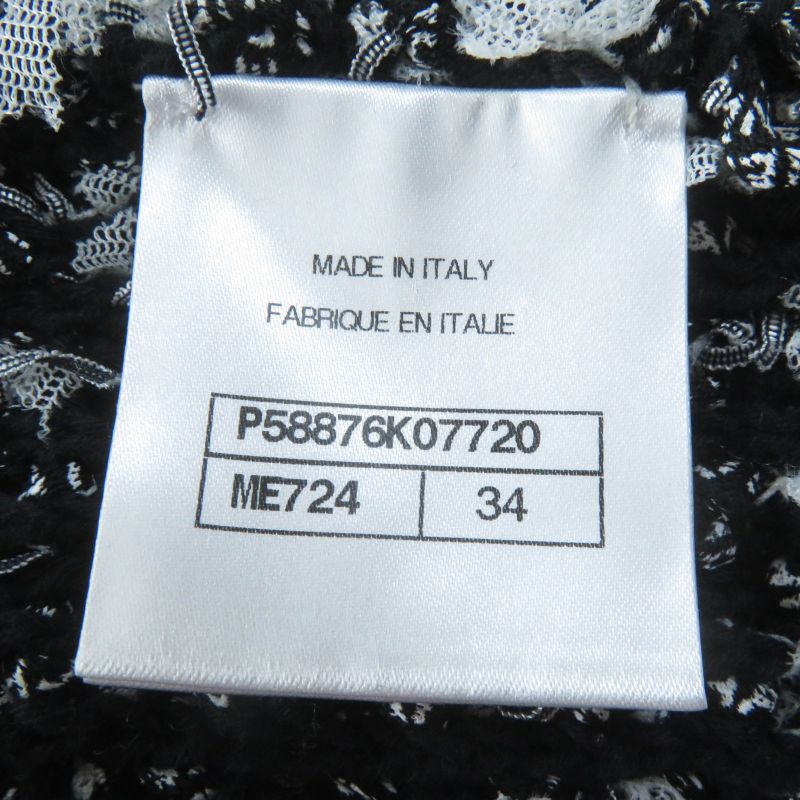 MADE IN ITALY
FABRIQUE EN ITALIE
P58876K07720
ME724 34